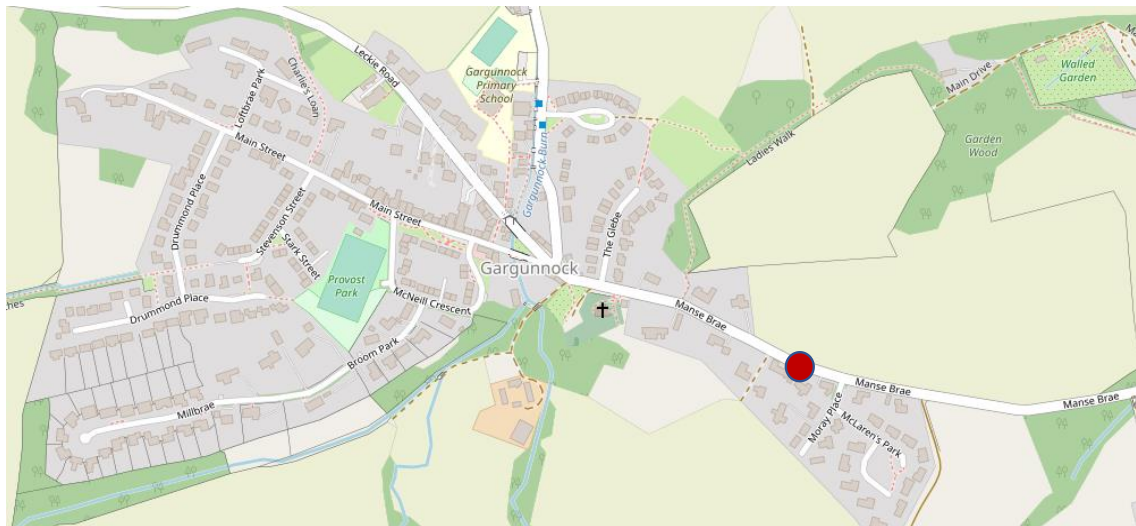 Leckie Road
Gargunnock
Primary
School
Charlie's Loan
Loftbrae Park
Main Street
Walled
Garden
Main Drive
Garden
Wood
Ladies Walk
Gargunnock Burn
Drummond Place
Stevenson Street
Main Street
Stark Street
The Glebe
Gargunnock
Provost
Park
McNeill Crescent
Drummond Place
Manse Brae
Broom Park
Millbrae
Manse Brae
Manse Brae
Moray Place
McLaren's Park